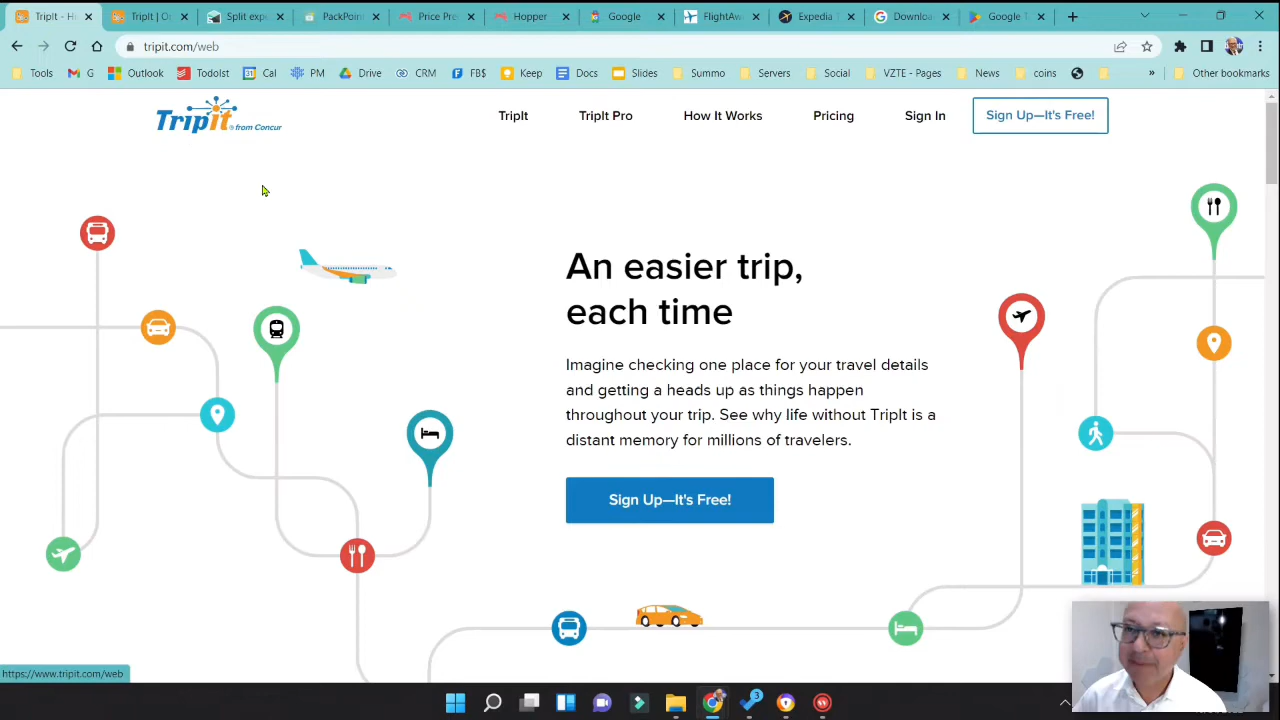 TripIt - H
TripIt | O
Split expe
PackPoin
Price Pre
Hopper
Google
FlightAw
Expedia T
Downloa
Google T
tripit.com/web
Tools
G
Outlook
Todoist
Cal
PM
Drive
CRM
FB$
Keep
Docs
Slides
Summo
Servers
Social
VZTE - Pages
News
coins
»
Other bookmarks
TripIt® from Concur
TripIt
TripIt Pro
How It Works
Pricing
Sign In
Sign Up—It's Free!
An easier trip,
each time
Imagine checking one place for your travel details
and getting a heads up as things happen
throughout your trip. See why life without TripIt is a
distant memory for millions of travelers.
Sign Up—It's Free!
https://www.tripit.com/web
3